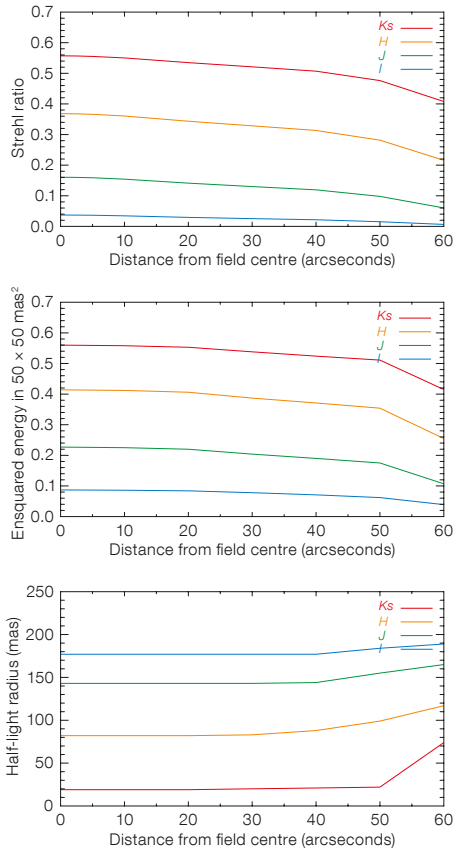 0.7
0.6
0.5
0.4
0.3
0.2
0.1
0.0
Strehl ratio
Ks
H
J
I
0 10 20 30 40 50 60
Distance from field centre (arcseconds)
0.7
0.6
0.5
0.4
0.3
0.2
0.1
0.0
Ensquared energy in 50 × 50 mas²
Ks
H
J
I
0 10 20 30 40 50 60
Distance from field centre (arcseconds)
250
200
150
100
50
0
Half-light radius (mas)
Ks
H
J
I
0 10 20 30 40 50 60
Distance from field centre (arcseconds)